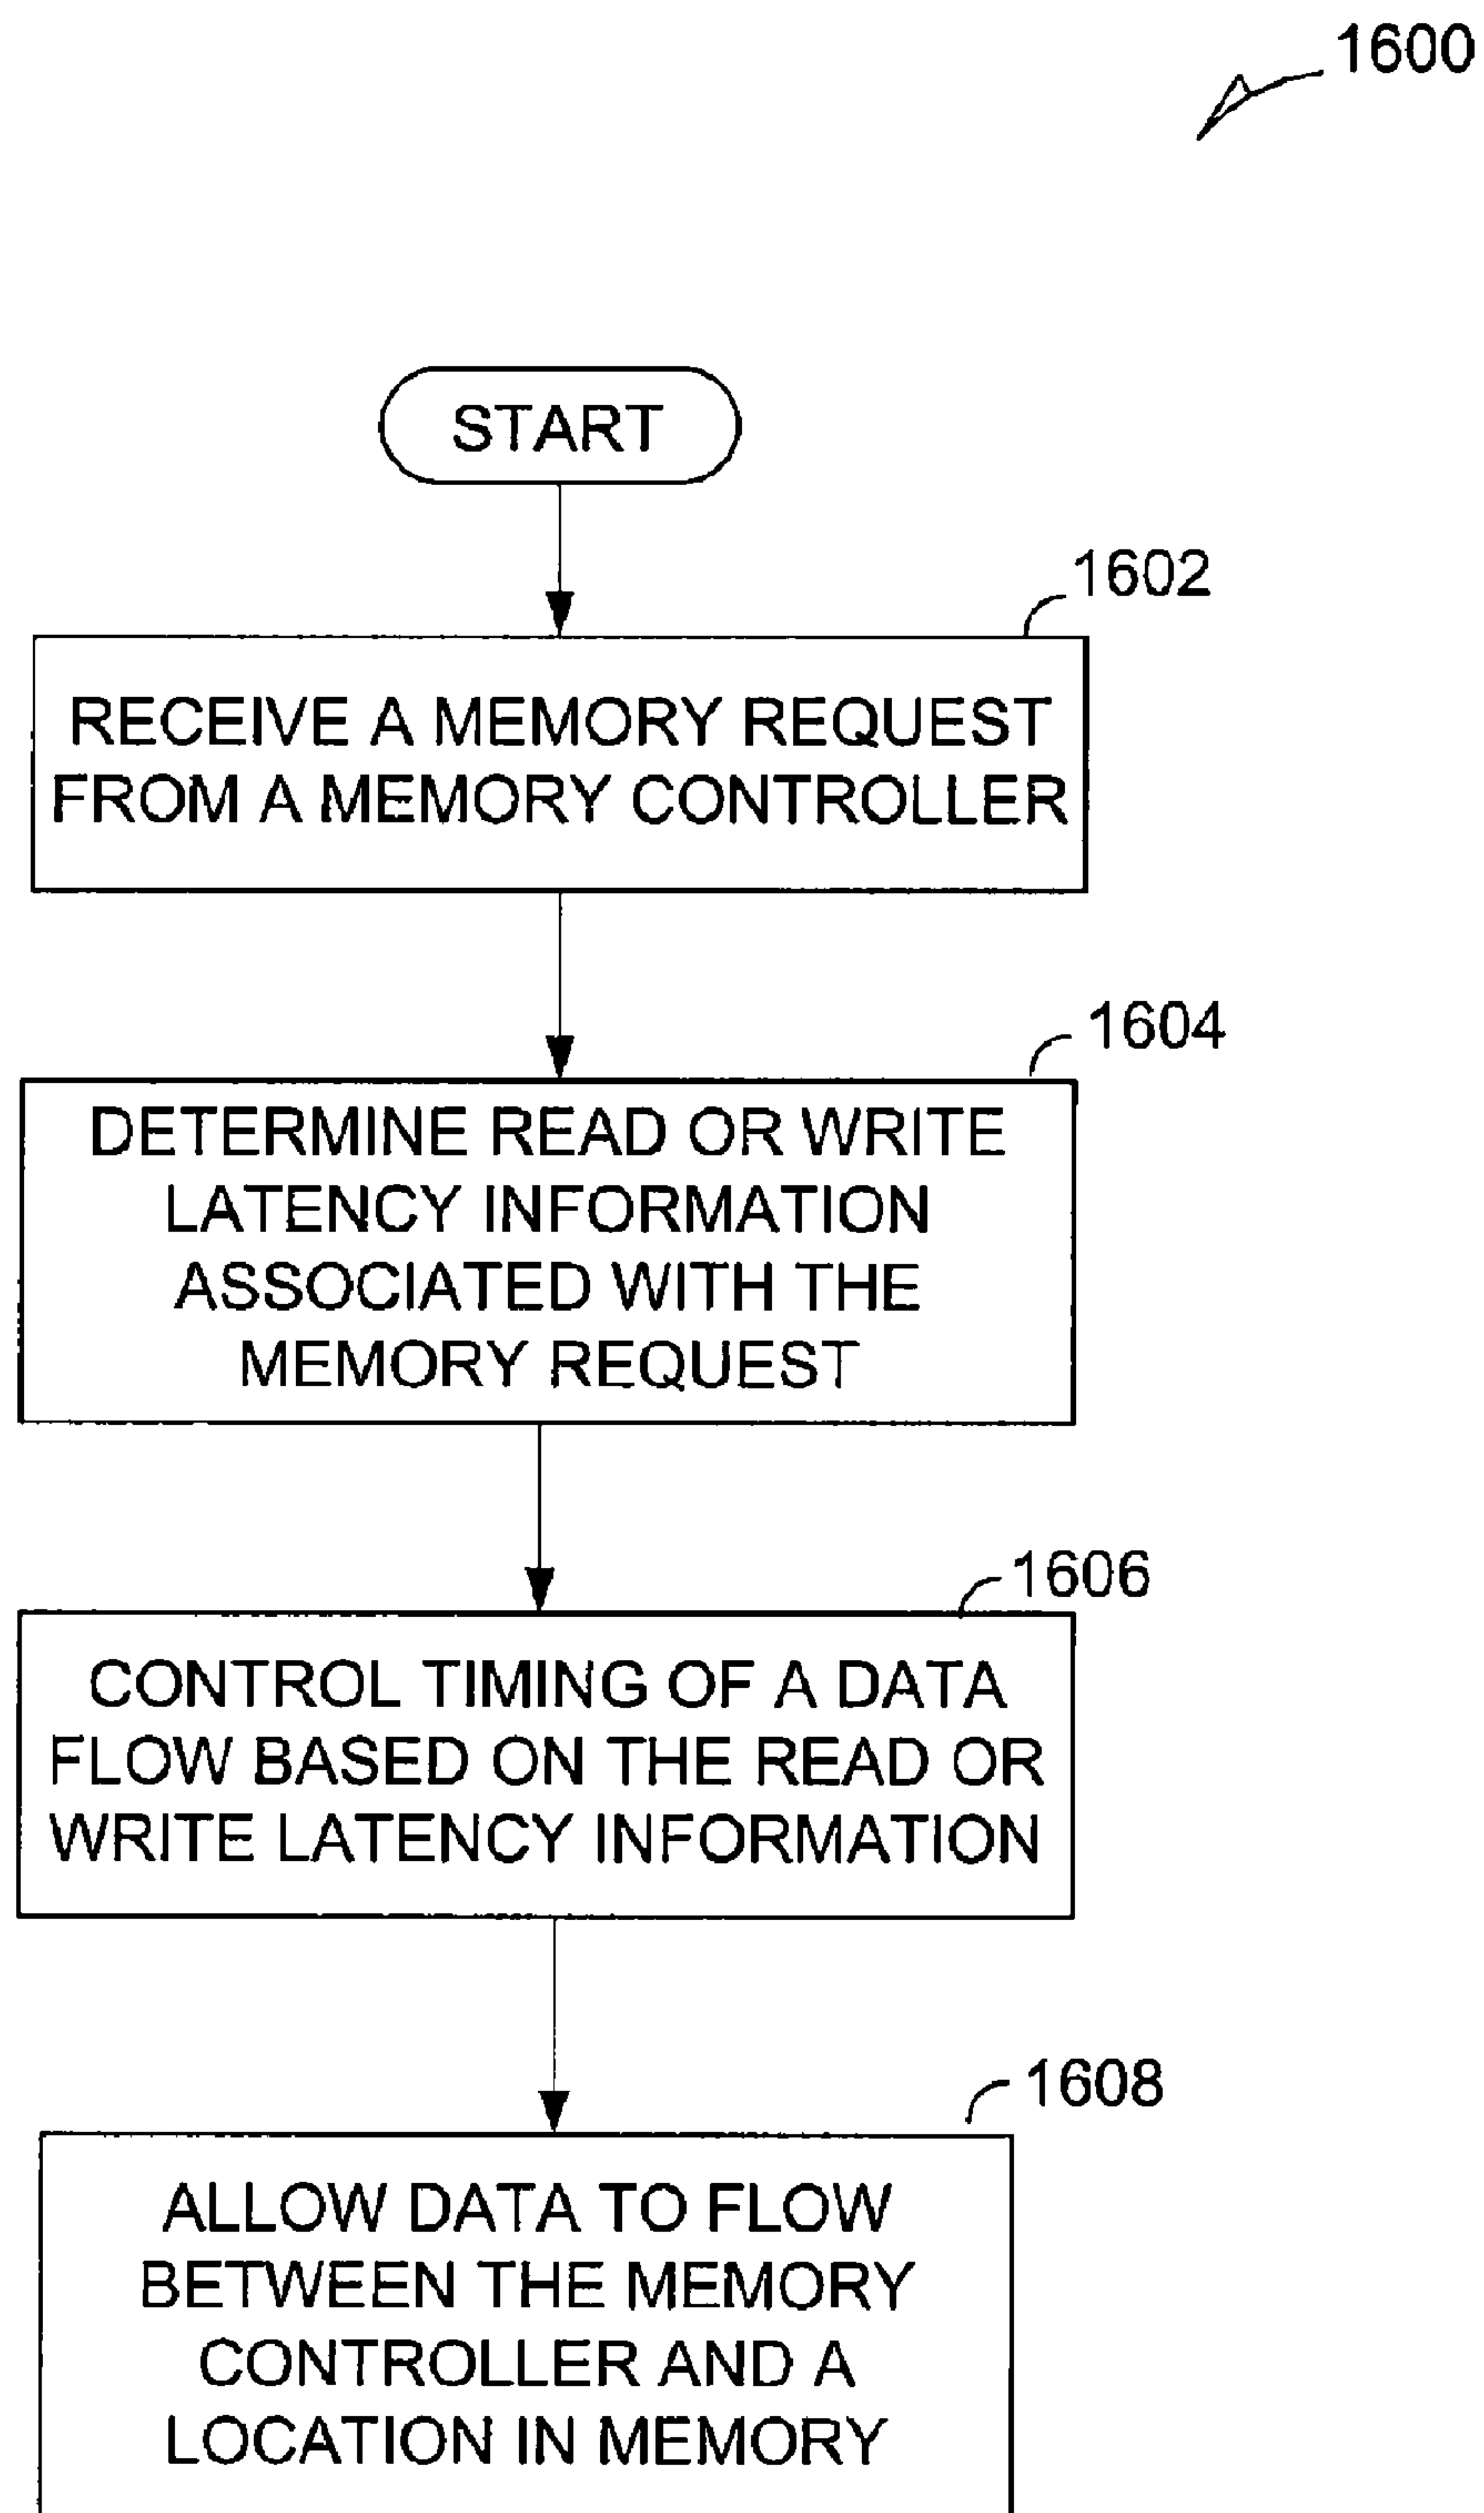 1600
START
1602
RECEIVE A MEMORY REQUEST
FROM A MEMORY CONTROLLER
1604
DETERMINE READ OR WRITE
LATENCY INFORMATION
ASSOCIATED WITH THE
MEMORY REQUEST
1606
CONTROL TIMING OF A DATA
FLOW BASED ON THE READ OR
WRITE LATENCY INFORMATION
1608
ALLOW DATA TO FLOW
BETWEEN THE MEMORY
CONTROLLER AND A
LOCATION IN MEMORY